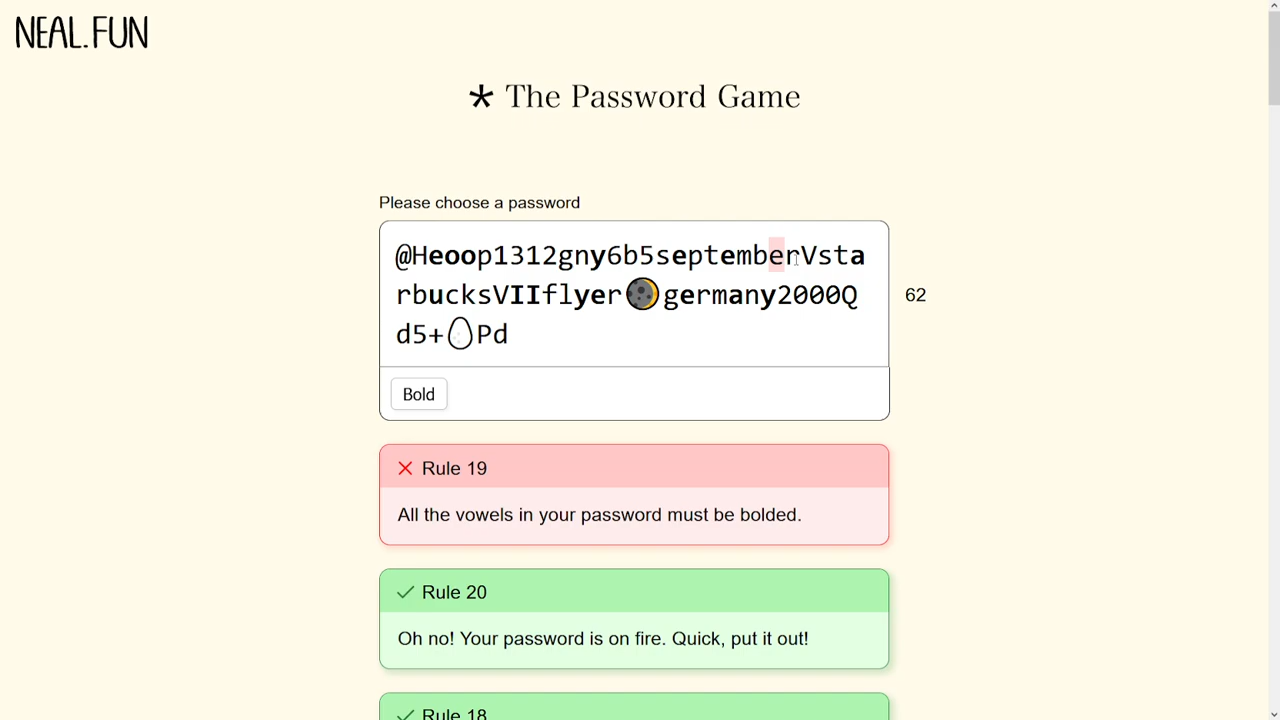 NEAL.FUN
* The Password Game
Please choose a password
@Heoop1312gny6b5septemberVsta
rbucksVIIflyer🌒germany2000Q
62
d5+🥚Pd
Bold
Rule 19
All the vowels in your password must be bolded.
Rule 20
Oh no! Your password is on fire. Quick, put it out!
Rule 18